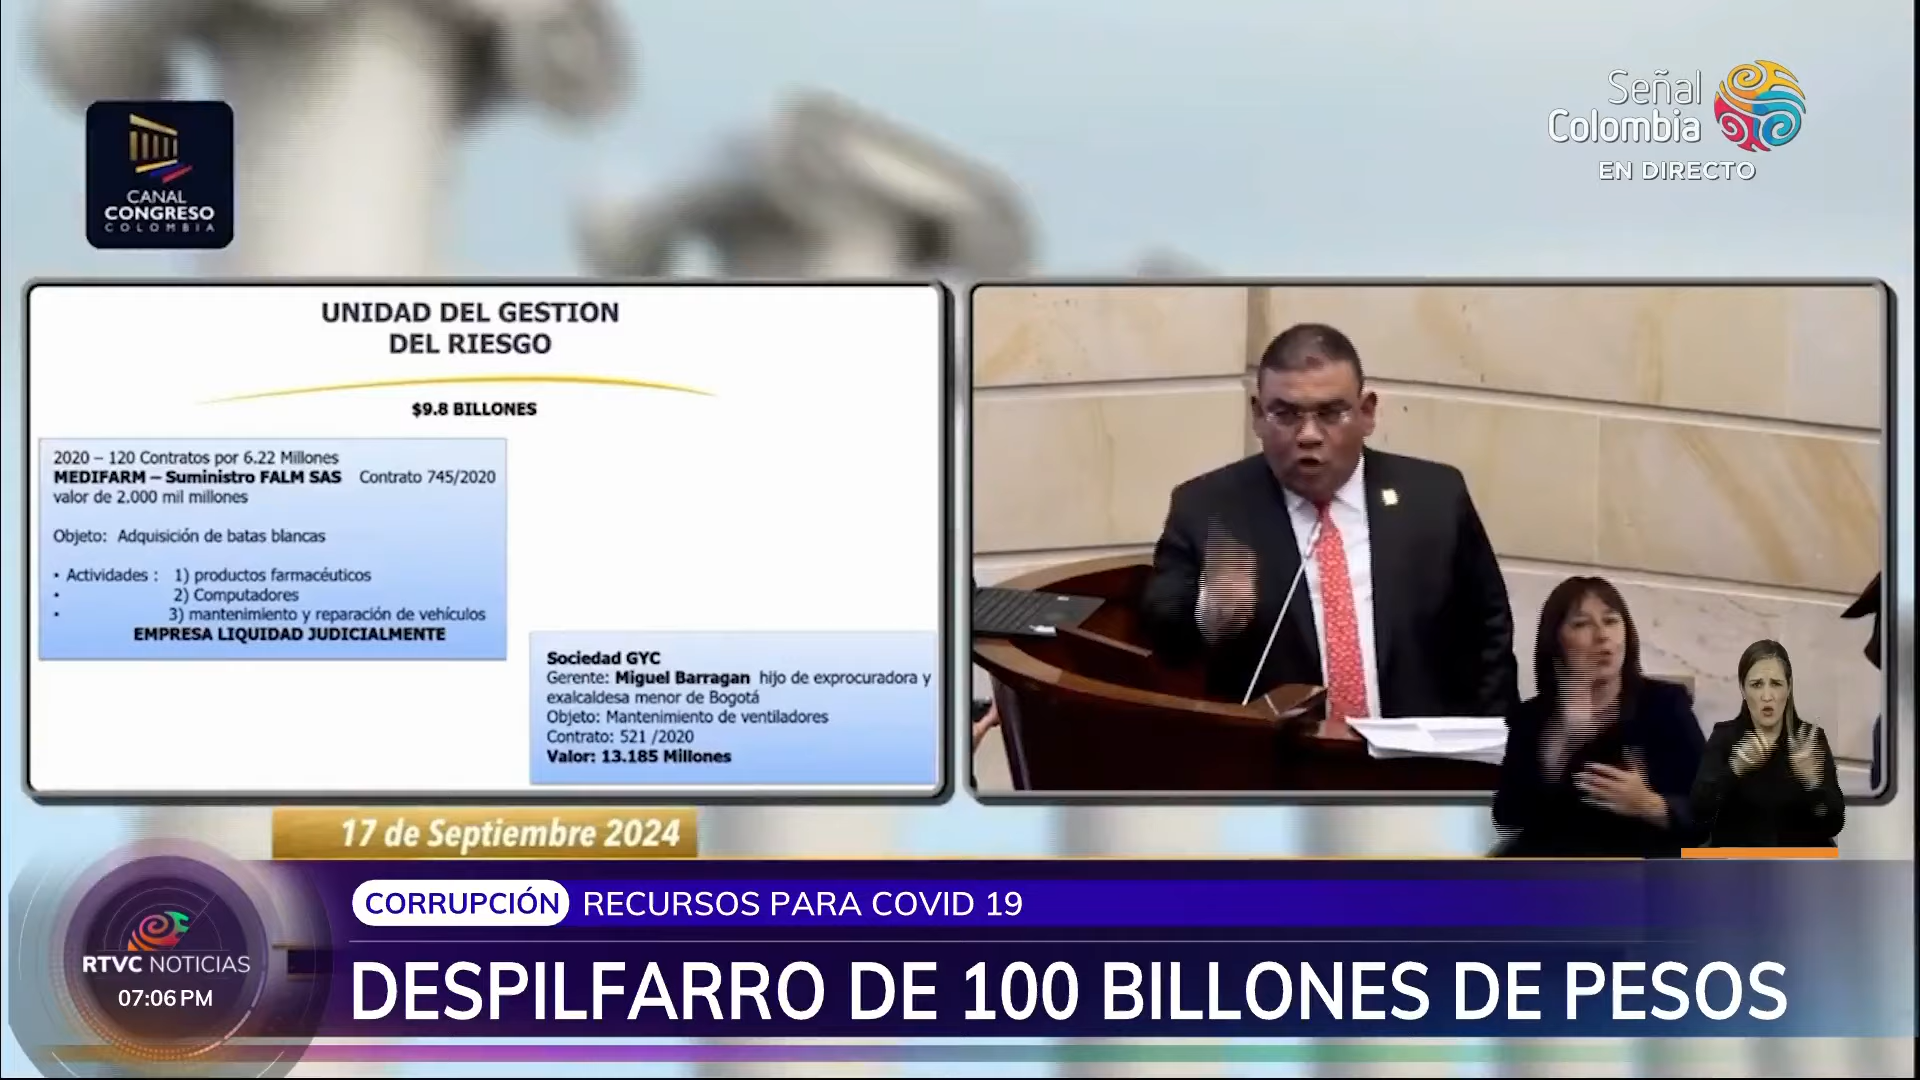 Señal
Colombia
EN DIRECTO
CANAL
CONGRESO
COLOMBIA
UNIDAD DEL GESTION
DEL RIESGO
$9.8 BILLONES
2020 – 120 Contratos por 6.22 Millones
MEDIFARM – Suministro FALM SAS Contrato 745/2020
valor de 2.000 mil millones
Objeto: Adquisición de batas blancas
• Actividades : 1) productos farmacéuticos
• 2) Computadores
• 3) mantenimiento y reparación de vehículos
EMPRESA LIQUIDAD JUDICIALMENTE
Sociedad GYC
Gerente: Miguel Barragan hijo de exprocuradora y
exalcaldesa menor de Bogotá
Objeto: Mantenimiento de ventiladores
Contrato: 521 /2020
Valor: 13.185 Millones
17 de Septiembre 2024
CORRUPCIÓN RECURSOS PARA COVID 19
DESPILFARRO DE 100 BILLONES DE PESOS
RTVC NOTICIAS
07:06 PM